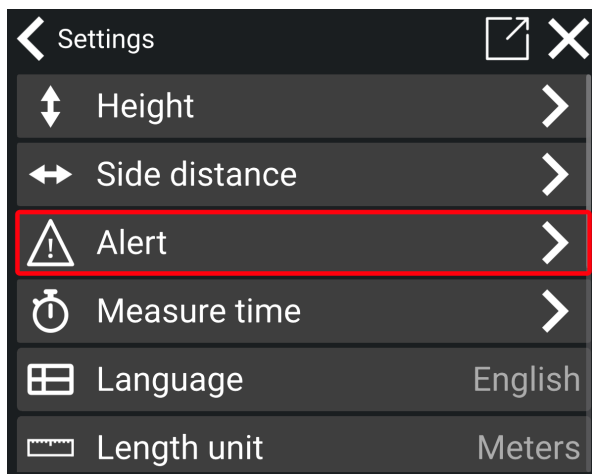 Settings
Height
Side distance
Alert
Measure time
Language English
Length unit Meters